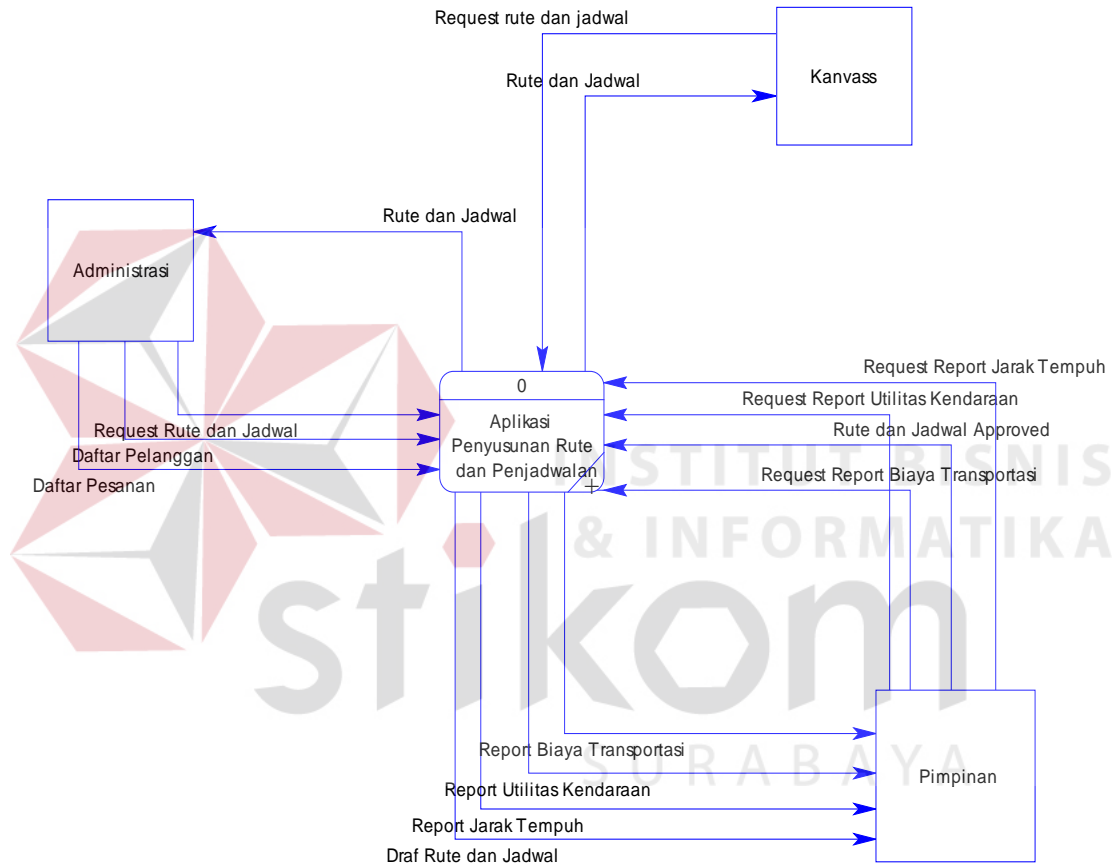 Request rute dan jadwal
Kanvass
Rute dan Jadwal
Rute dan Jadwal
Administrasi
Request Report Jarak Tempuh
0
Request Report Utilitas Kendaraan
Aplikasi
Penyusunan Rute
dan Penjadwalan
Request Rute dan Jadwal
Rute dan Jadwal Approved
Daftar Pelanggan
INSTITUT BISNIS
Request Report Biaya Transportasi
Daftar Pesanan
& INFORMATIKA
stikom
SURABAYA
Report Biaya Transportasi
Pimpinan
Report Utilitas Kendaraan
Report Jarak Tempuh
Draf Rute dan Jadwal